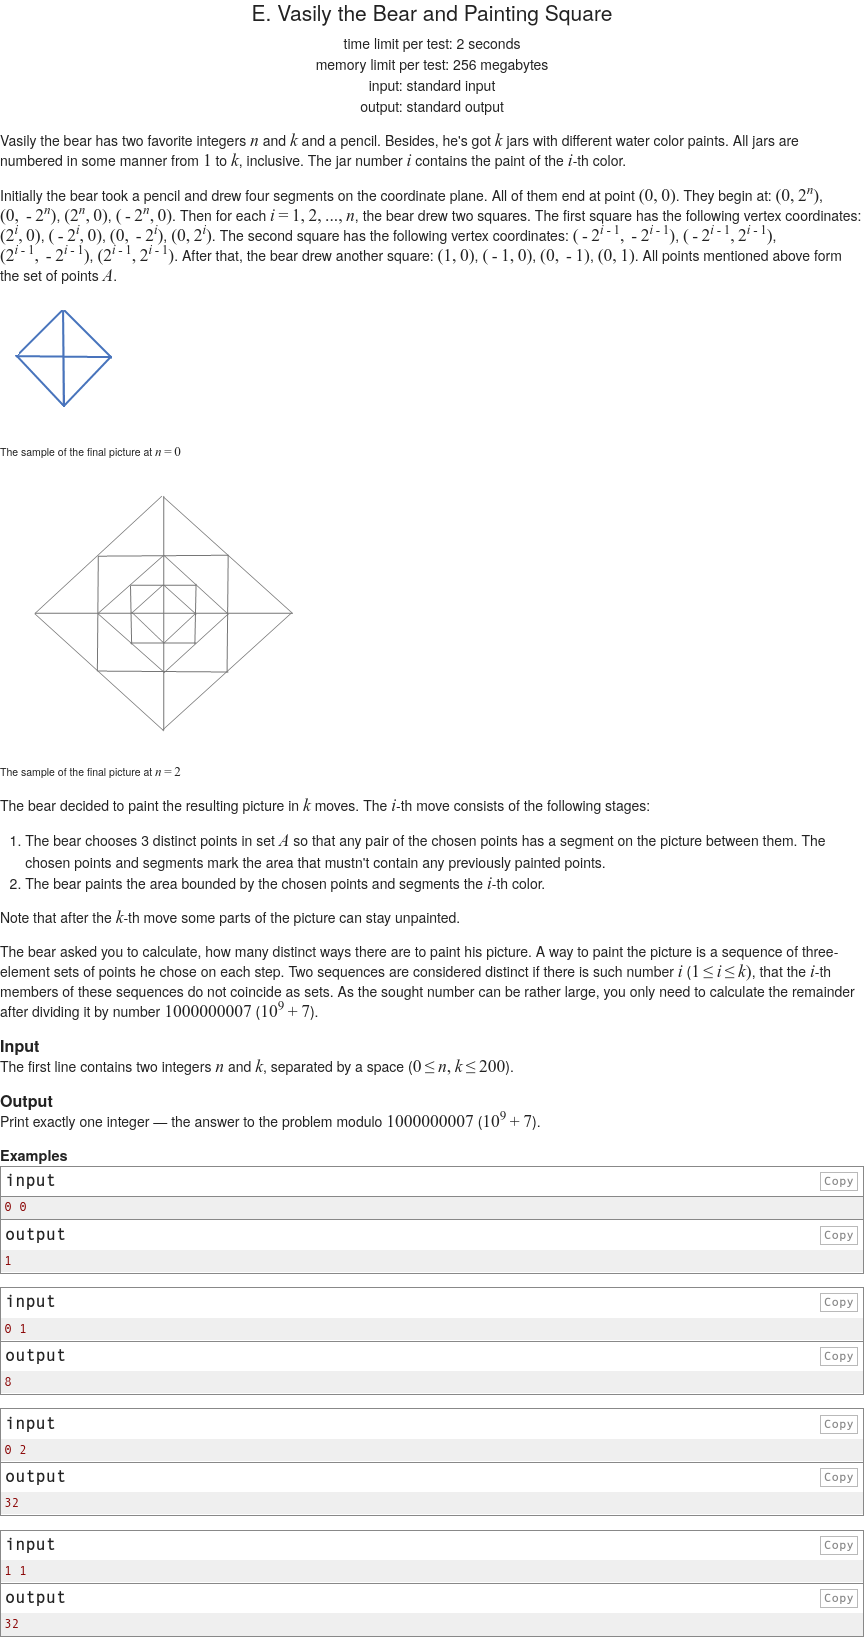 E. Vasily the Bear and Painting Square
time limit per test: 2 seconds
memory limit per test: 256 megabytes
input: standard input
output: standard output
Vasily the bear has two favorite integers n and k and a pencil. Besides, he's got k jars with different water color paints. All jars are
numbered in some manner from 1 to k, inclusive. The jar number i contains the paint of the i-th color.
Initially the bear took a pencil and drew four segments on the coordinate plane. All of them end at point (0, 0). They begin at: (0, 2^n),
(0, - 2^n), (2^n, 0), ( - 2^n, 0). Then for each i = 1, 2, ..., n, the bear drew two squares. The first square has the following vertex coordinates:
(2^i, 0), ( - 2^i, 0), (0, - 2^i), (0, 2^i). The second square has the following vertex coordinates: ( - 2^{i - 1}, - 2^{i - 1}), ( - 2^{i - 1}, 2^{i - 1}),
(2^{i - 1}, - 2^{i - 1}), (2^{i - 1}, 2^{i - 1}). After that, the bear drew another square: (1, 0), ( - 1, 0), (0, - 1), (0, 1). All points mentioned above form
the set of points A.
The sample of the final picture at n = 0
The sample of the final picture at n = 2
The bear decided to paint the resulting picture in k moves. The i-th move consists of the following stages:
1. The bear chooses 3 distinct points in set A so that any pair of the chosen points has a segment on the picture between them. The
chosen points and segments mark the area that mustn't contain any previously painted points.
2. The bear paints the area bounded by the chosen points and segments the i-th color.
Note that after the k-th move some parts of the picture can stay unpainted.
The bear asked you to calculate, how many distinct ways there are to paint his picture. A way to paint the picture is a sequence of three-
element sets of points he chose on each step. Two sequences are considered distinct if there is such number i (1 ≤ i ≤ k), that the i-th
members of these sequences do not coincide as sets. As the sought number can be rather large, you only need to calculate the remainder
after dividing it by number 1000000007 (10^9 + 7).
Input
The first line contains two integers n and k, separated by a space (0 ≤ n, k ≤ 200).
Output
Print exactly one integer — the answer to the problem modulo 1000000007 (10^9 + 7).
Examples
input Copy
0 0
output Copy
1
input Copy
0 1
output Copy
8
input Copy
0 2
output Copy
32
input Copy
1 1
output Copy
32